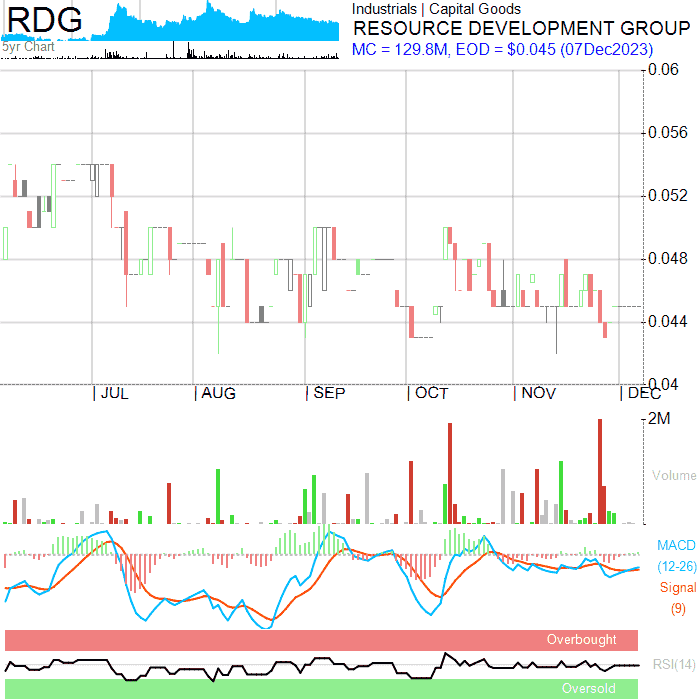 RDG
5yr Chart
Industrials | Capital Goods
RESOURCE DEVELOPMENT GROUP
MC = 129.8M, EOD = $0.045 (07Dec2023)
0.06
0.056
0.052
0.048
0.044
0.04
JUL
AUG
SEP
OCT
NOV
DEC
2M
Volume
MACD
(12-26)
Signal
(9)
Overbought
RSI(14)
Oversold